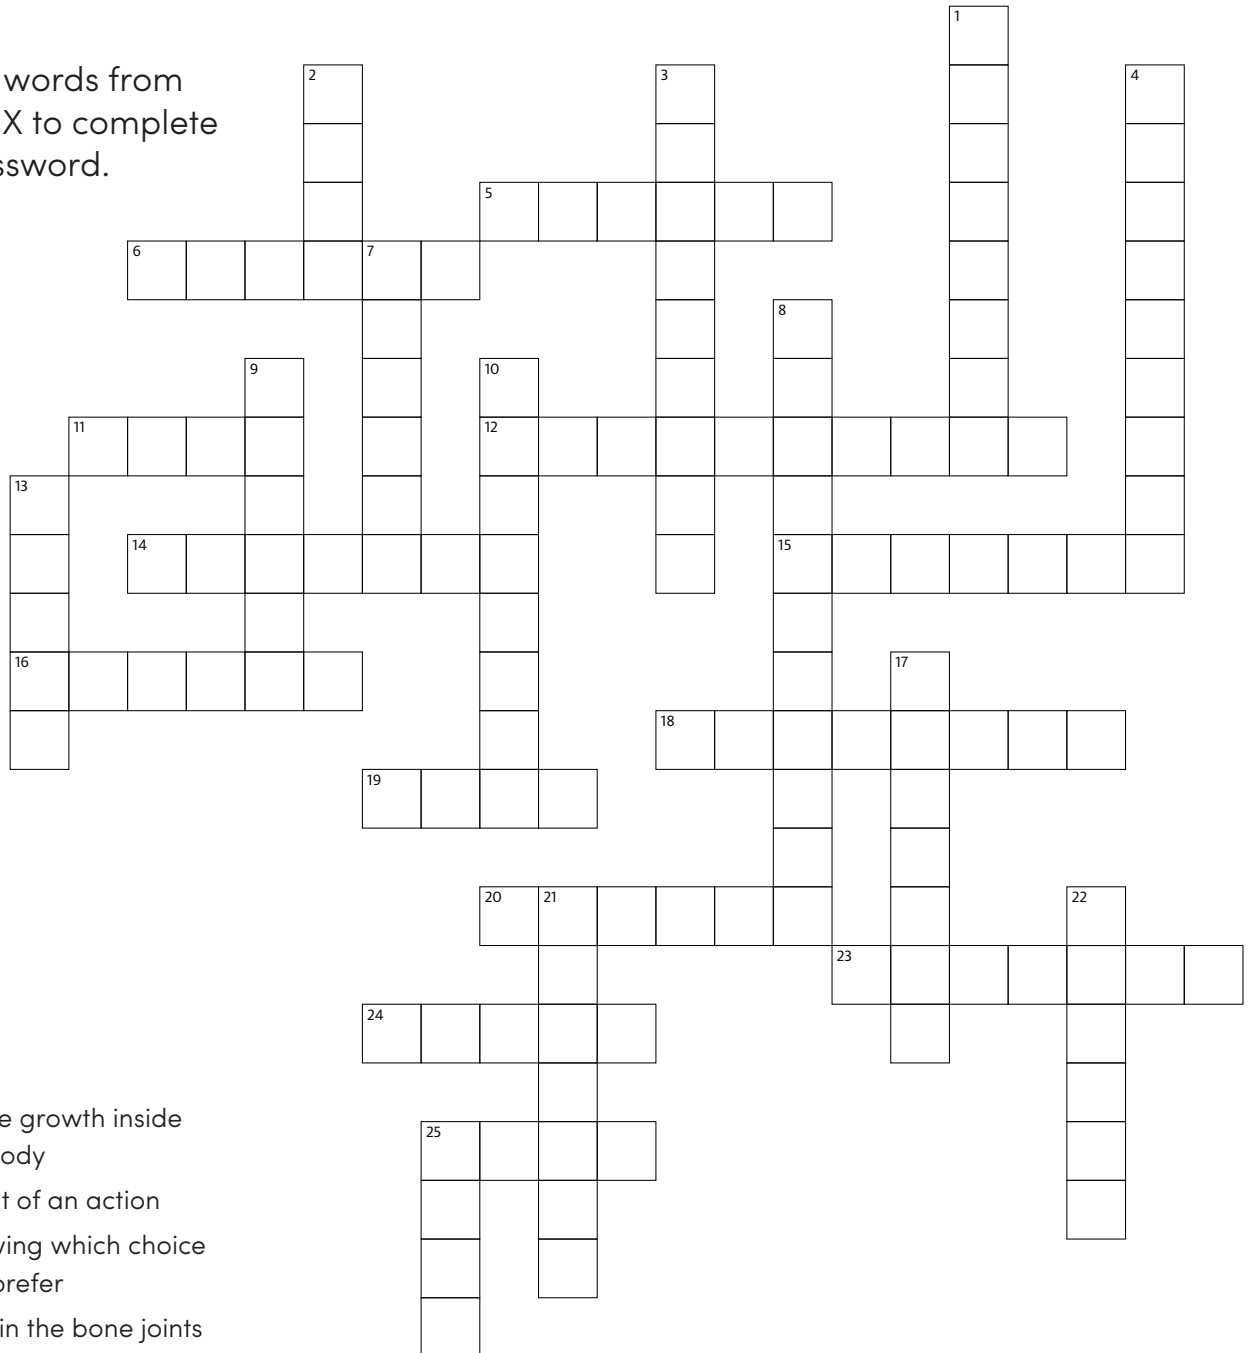 words from
X to complete
ssword.
1
2
3
4
5
6
7
8
9
10
11
12
13
14
15
16
17
18
19
20
21
22
23
24
25
e growth inside
ody
t of an action
ving which choice
prefer
in the bone joints